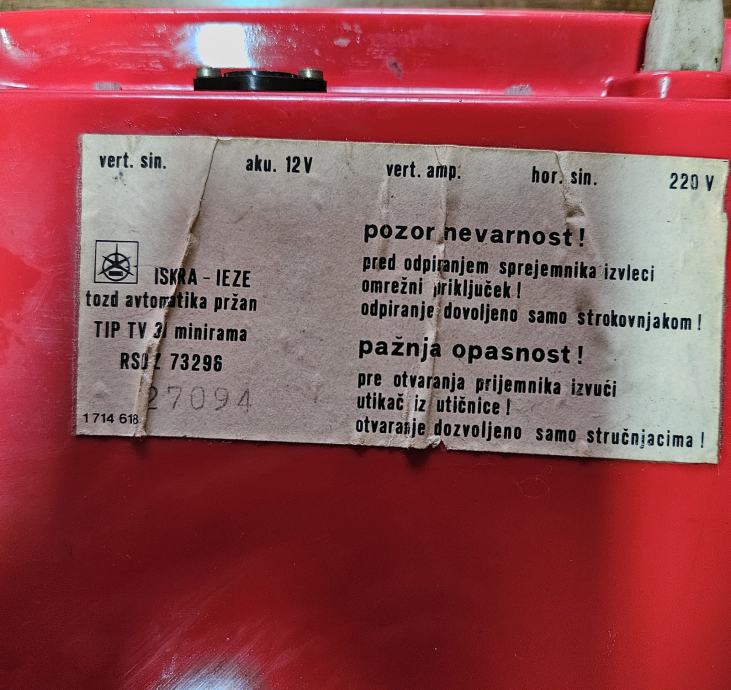 vert. sin. aku. 12V vert. amp. hor. sin. 220 V
ISKRA - IEZE
tozd avtomatika pržan
TIP TV 3 minirama
73296
27094
1 714 618
pozor nevarnost!
pred odpiranjem sprejemnika izvleci
omrežni priključek!
odpiranje dovoljeno samo strokovnjakom!
pažnja opasnost!
pre otvaranja prijemnika izvući
utikač iz utičnice!
otvaranje dozvoljeno samo stručnjacima!